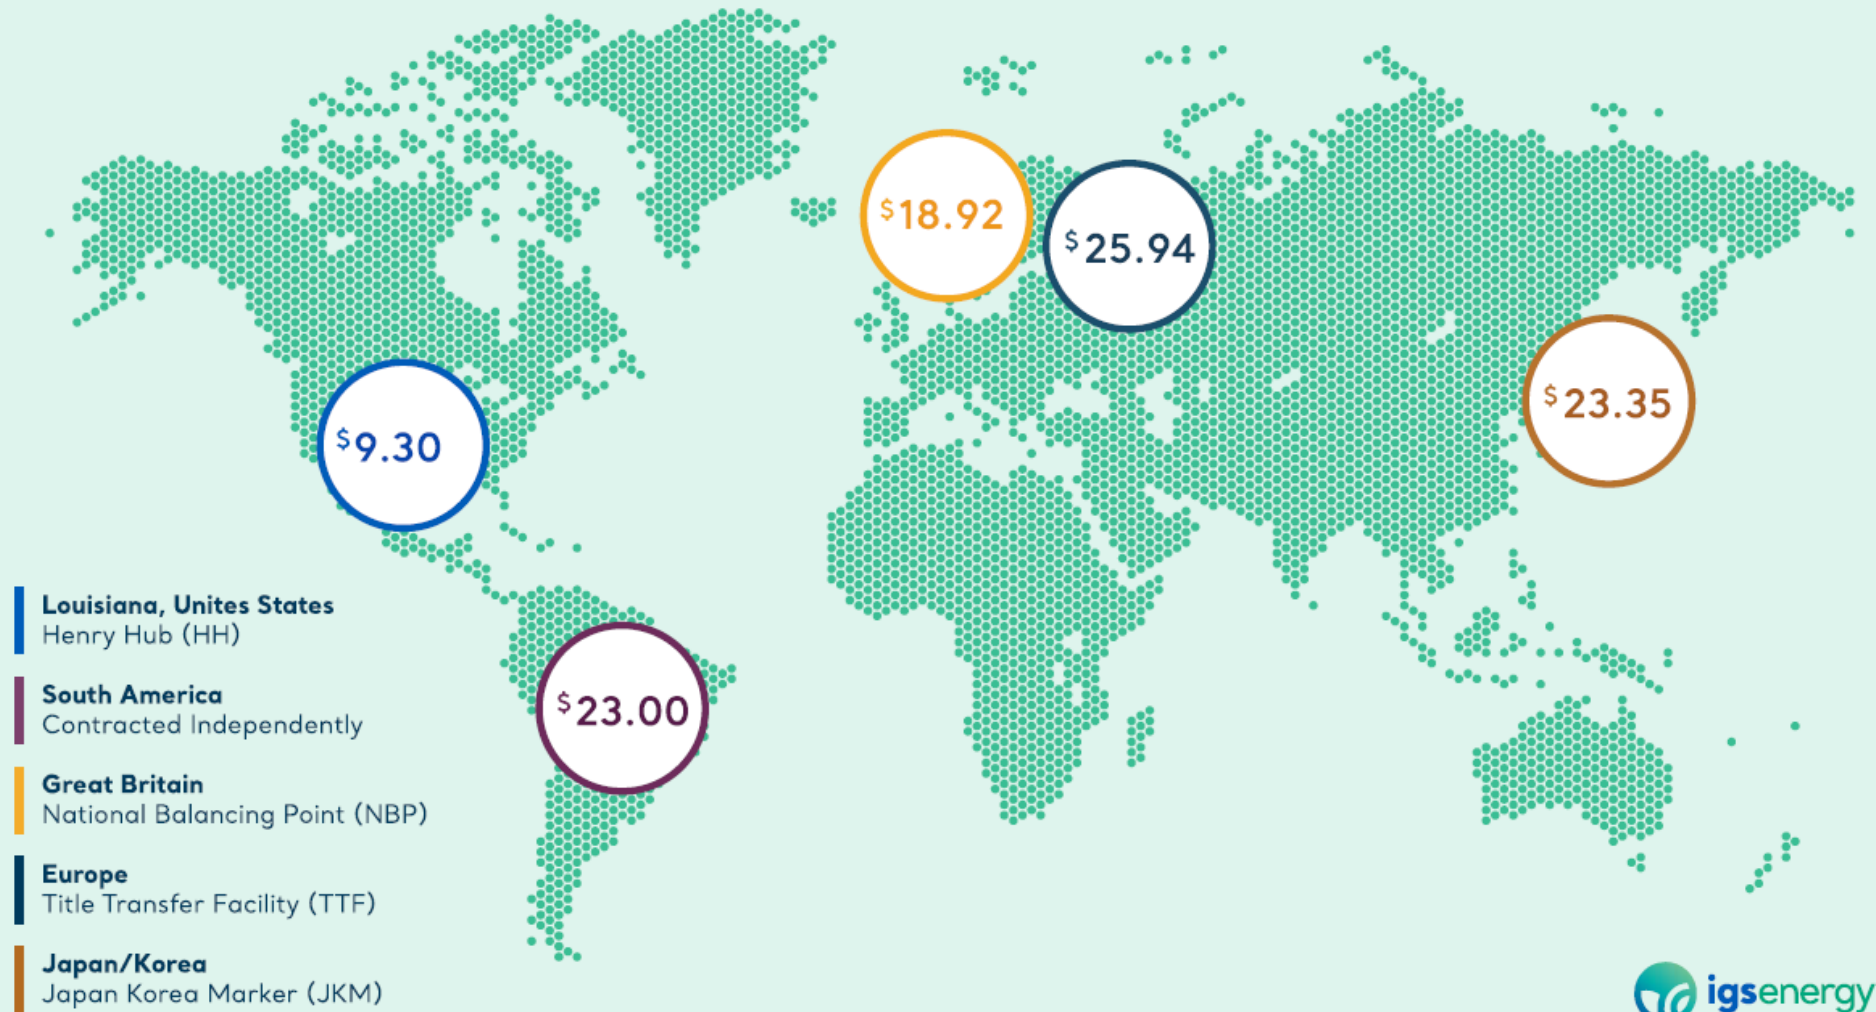 $18.92
$25.94
$23.35
$9.30
$23.00
Louisiana, Unites States
Henry Hub (HH)
South America
Contracted Independently
Great Britain
National Balancing Point (NBP)
Europe
Title Transfer Facility (TTF)
Japan/Korea
Japan Korea Marker (JKM)
igsenergy